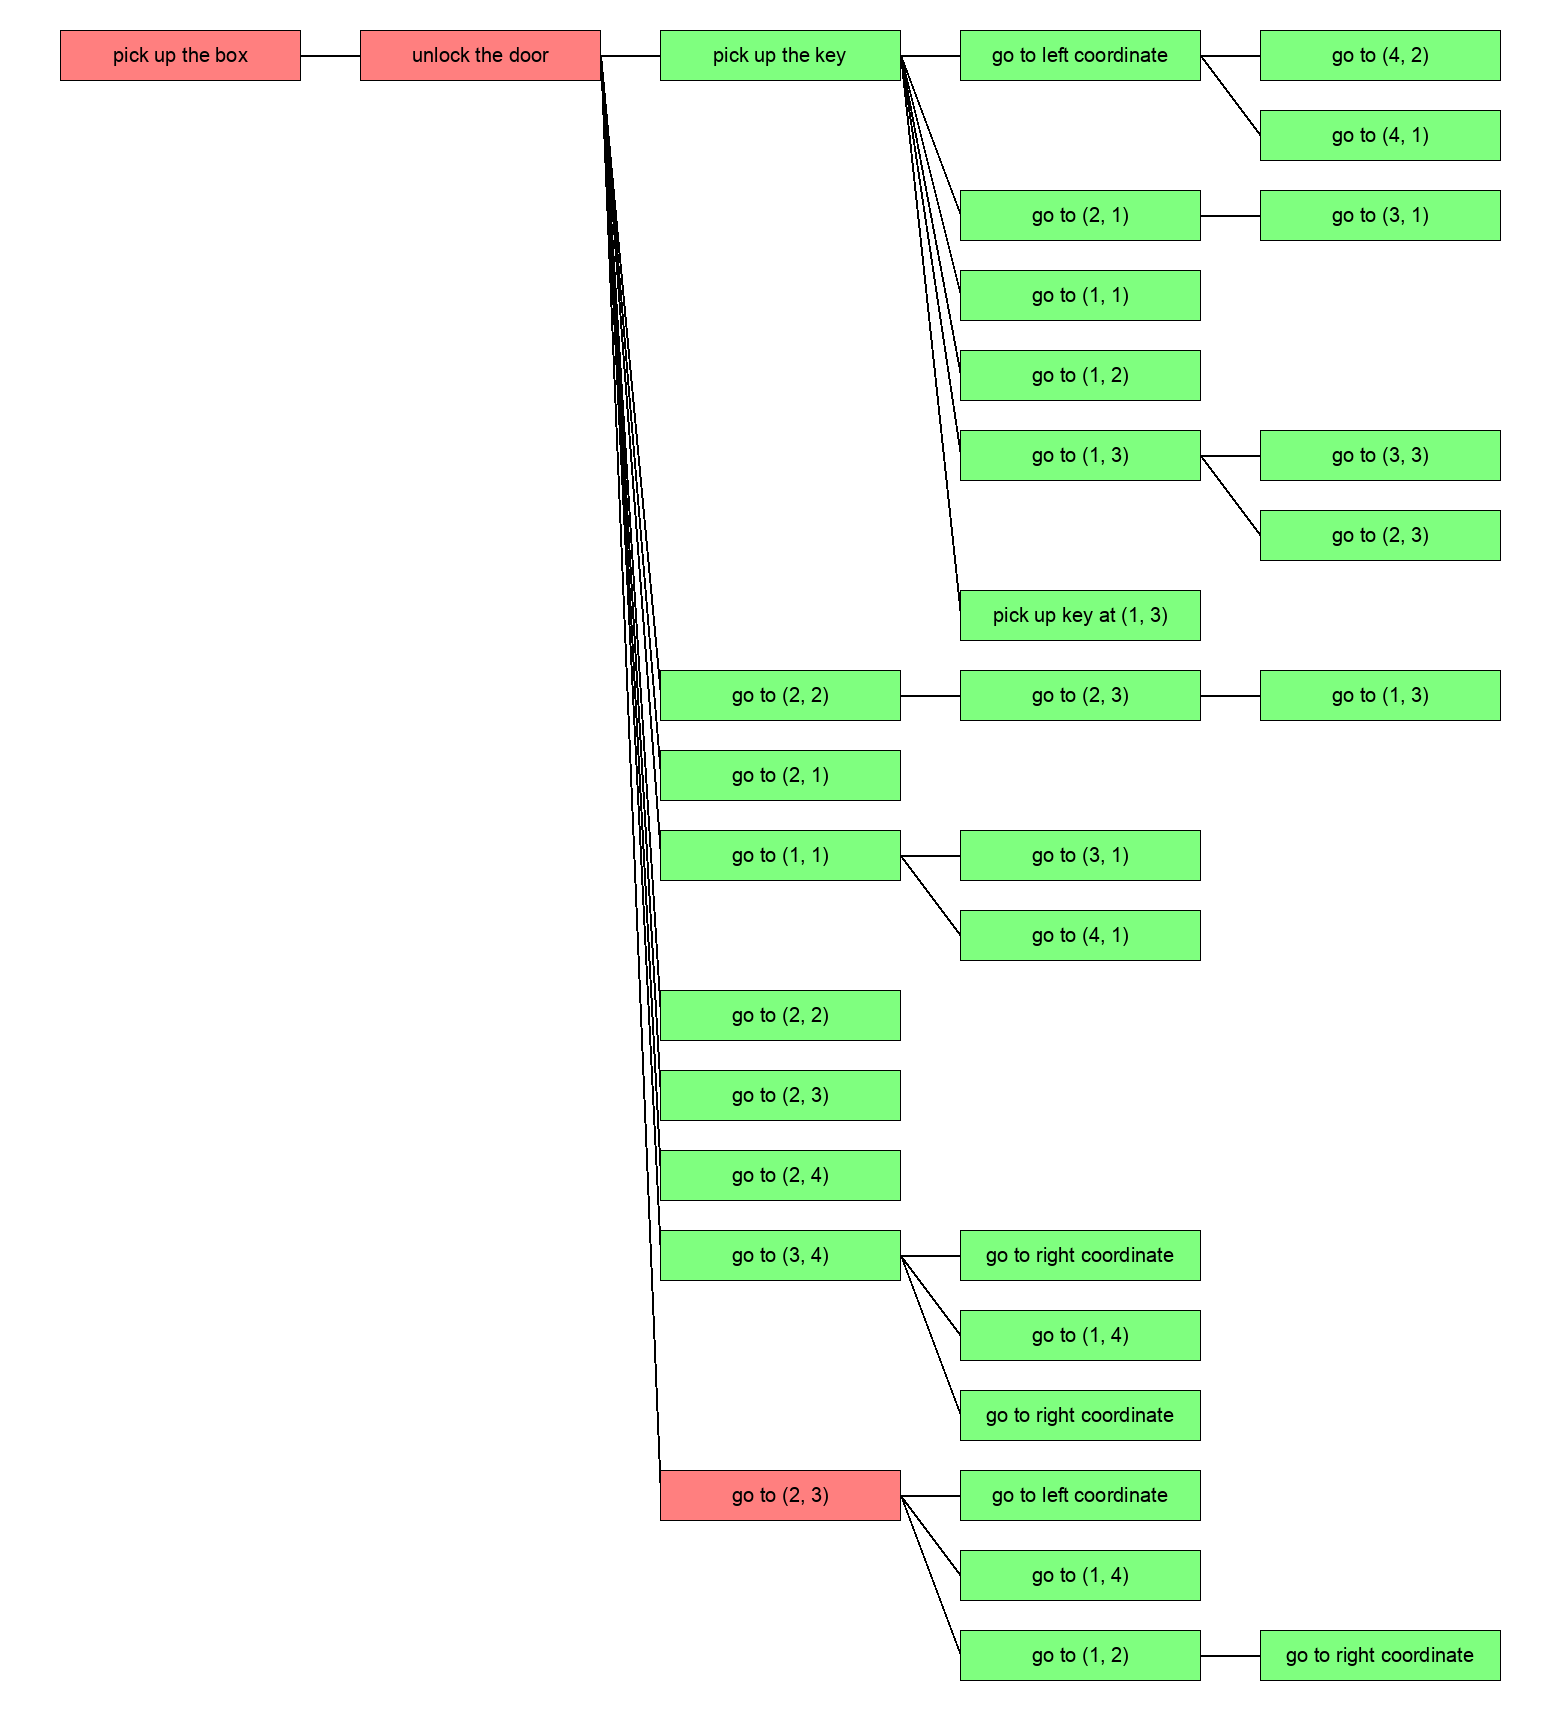 pick up the box
unlock the door
pick up the key
go to left coordinate
go to (4, 2)
go to (4, 1)
go to (2, 1)
go to (3, 1)
go to (1, 1)
go to (1, 2)
go to (1, 3)
go to (3, 3)
go to (2, 3)
pick up key at (1, 3)
go to (2, 2)
go to (2, 3)
go to (1, 3)
go to (2, 1)
go to (1, 1)
go to (3, 1)
go to (4, 1)
go to (2, 2)
go to (2, 3)
go to (2, 4)
go to (3, 4)
go to right coordinate
go to (1, 4)
go to right coordinate
go to (2, 3)
go to left coordinate
go to (1, 4)
go to (1, 2)
go to right coordinate